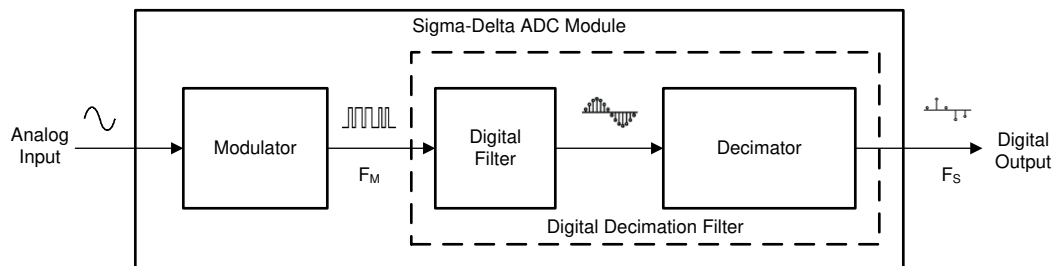 Sigma-Delta ADC Module
Analog
Input
Modulator
F_M
Digital
Filter
Decimator
F_S
Digital
Output
Digital Decimation Filter